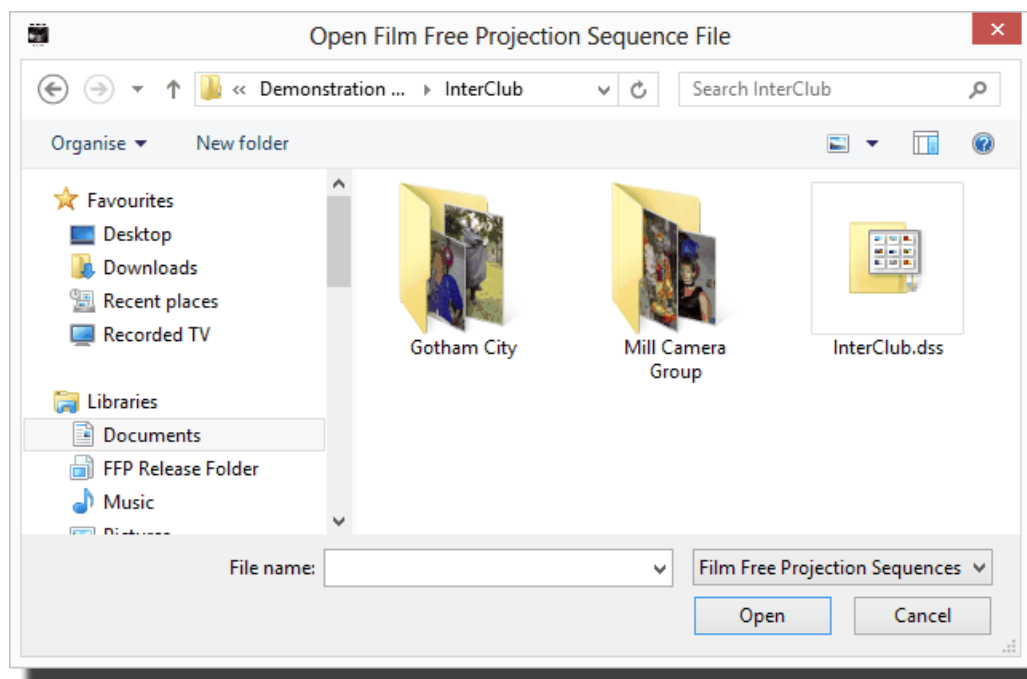 Open Film Free Projection Sequence File
« Demonstration ... InterClub
Search InterClub
Organise
New folder
Favourites
Desktop
Downloads
Recent places
Recorded TV
Libraries
Documents
FFP Release Folder
Music
Gotham City
Mill Camera
Group
InterClub.dss
File name:
Film Free Projection Sequences
Open
Cancel